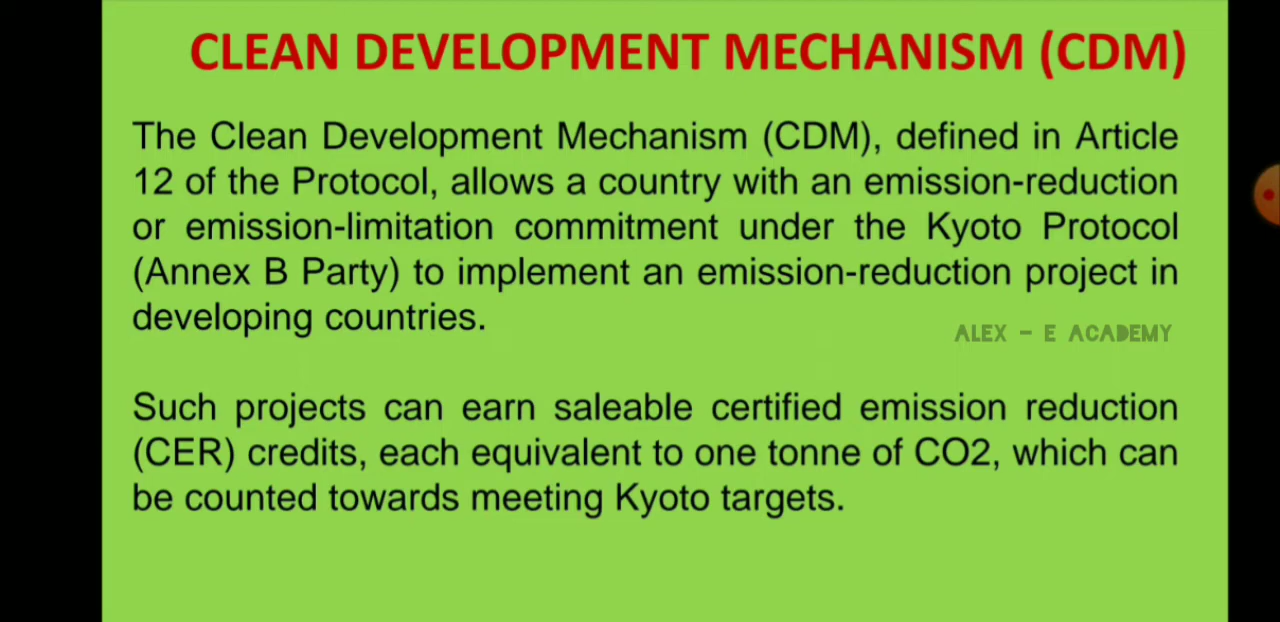 CLEAN DEVELOPMENT MECHANISM (CDM)
The Clean Development Mechanism (CDM), defined in Article
12 of the Protocol, allows a country with an emission-reduction
or emission-limitation commitment under the Kyoto Protocol
(Annex B Party) to implement an emission-reduction project in
developing countries.
ALEX - E ACADEMY
Such projects can earn saleable certified emission reduction
(CER) credits, each equivalent to one tonne of CO2, which can
be counted towards meeting Kyoto targets.